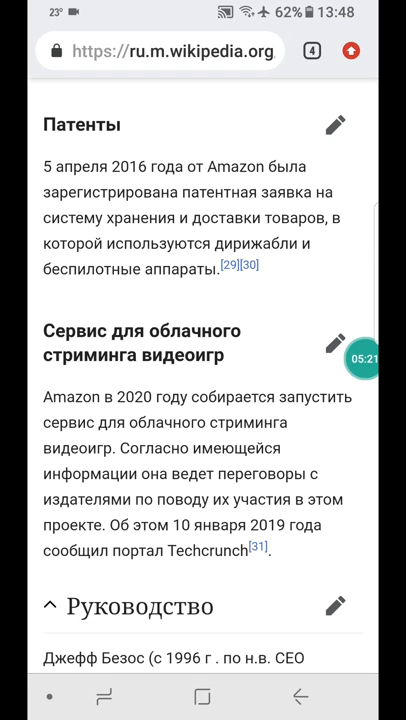 23° 62% 13:48
https://ru.m.wikipedia.org 4
Патенты
5 апреля 2016 года от Amazon была
зарегистрирована патентная заявка на
систему хранения и доставки товаров, в
которой используются дирижабли и
беспилотные аппараты.[29][30]
Сервис для облачного
стриминга видеоигр
05:21
Amazon в 2020 году собирается запустить
сервис для облачного стриминга
видеоигр. Согласно имеющейся
информации она ведет переговоры с
издателями по поводу их участия в этом
проекте. Об этом 10 января 2019 года
сообщил портал Techcrunch[31].
Руководство
Джефф Безос (с 1996 г . по н.в. CEO